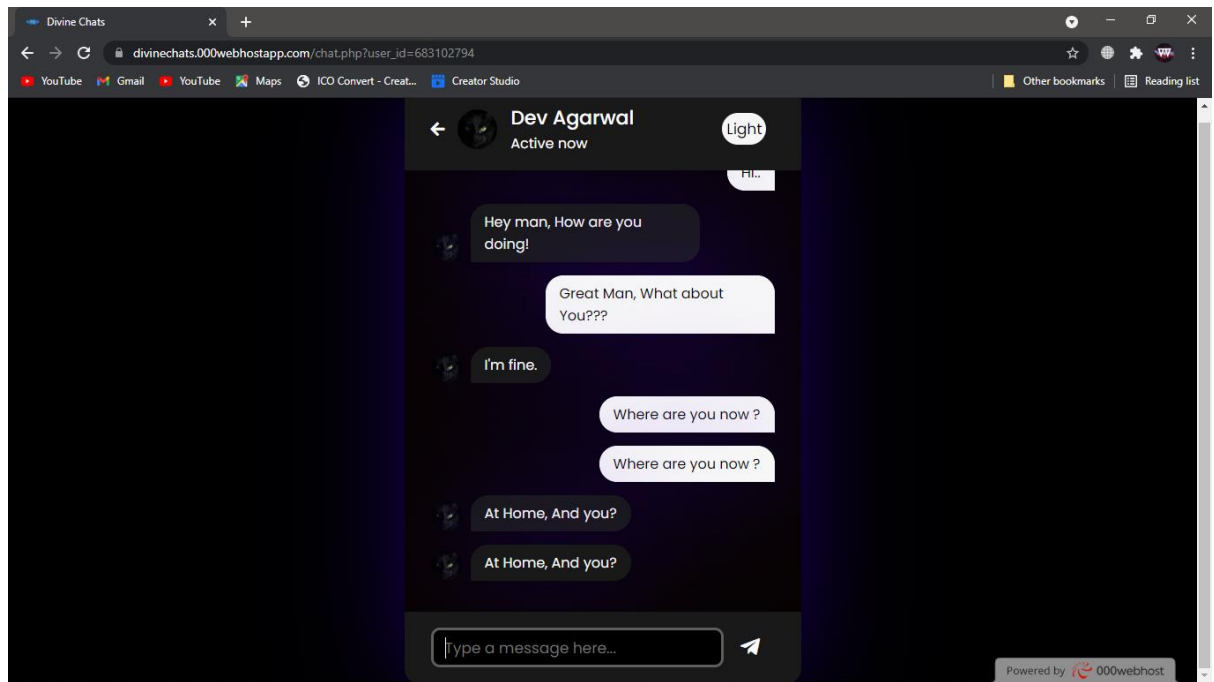 Divine Chats
divinechats.000webhostapp.com/chat.php?user_id=683102794
YouTube Gmail YouTube Maps ICO Convert - Creat... Creator Studio Other bookmarks Reading list
Dev Agarwal
Active now
Light
Hi..
Hey man, How are you
doing!
Great Man, What about
You???
I'm fine.
Where are you now ?
Where are you now ?
At Home, And you?
At Home, And you?
Type a message here...
Powered by 000webhost